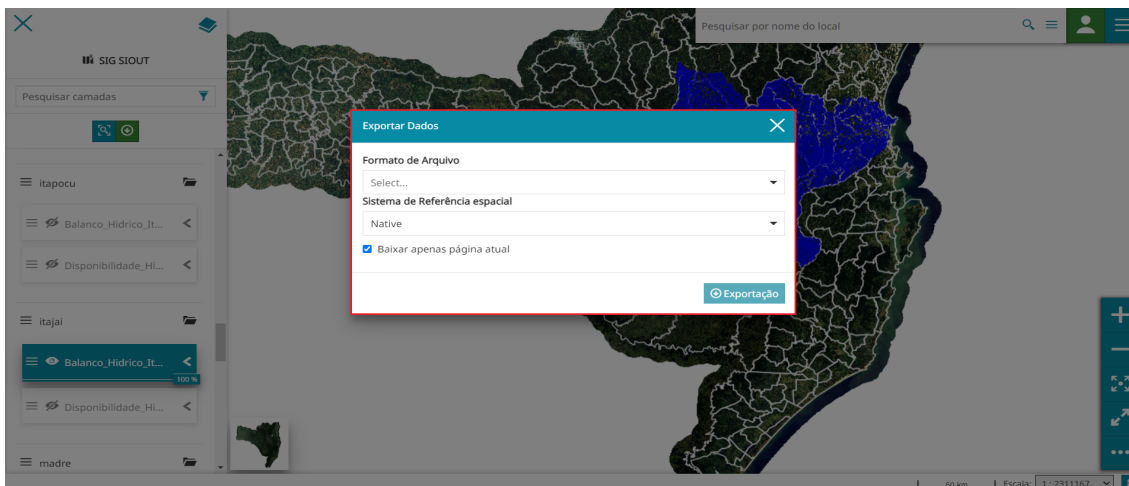 Pesquisar por nome do local
SIG SIOUT
Pesquisar camadas
Exportar Dados
Formato de Arquivo
Select...
Sistema de Referência espacial
Native
Baixar apenas página atual
Exportação
itapocu
Balanco_Hidrico_It...
Disponibilidade_Hi...
itajai
Balanco_Hidrico_It...
100 %
Disponibilidade_Hi...
madre
50 km
Escala: 1 : 2311167